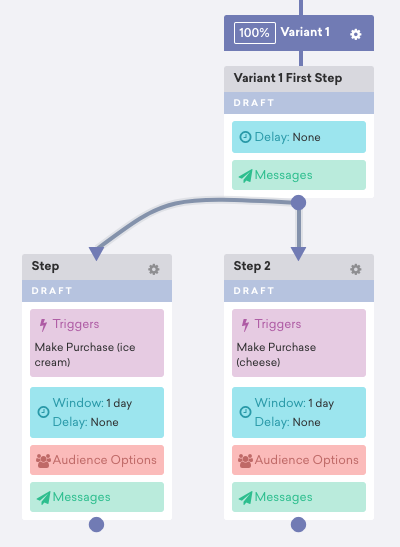 100% Variant 1
Variant 1 First Step
DRAFT
Delay: None
Messages
Step
DRAFT
Triggers
Make Purchase (ice
cream)
Window: 1 day
Delay: None
Audience Options
Messages
Step 2
DRAFT
Triggers
Make Purchase
(cheese)
Window: 1 day
Delay: None
Audience Options
Messages